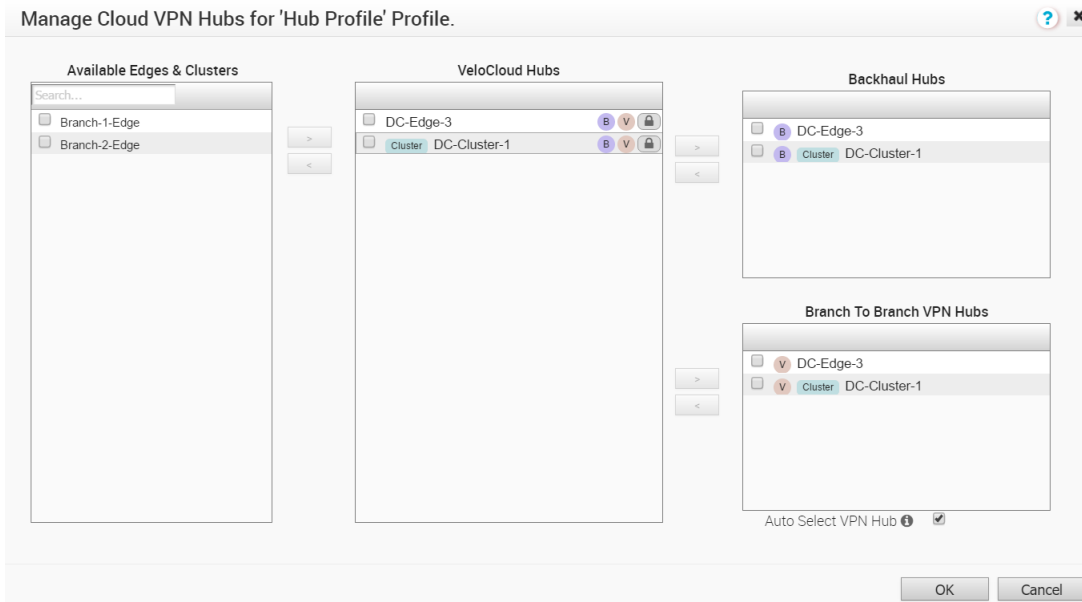 Manage Cloud VPN Hubs for 'Hub Profile' Profile.
?
Available Edges & Clusters
Search...
Branch-1-Edge
Branch-2-Edge
>
<
VeloCloud Hubs
DC-Edge-3 B V
Cluster DC-Cluster-1 B V
>
<
Backhaul Hubs
B DC-Edge-3
B Cluster DC-Cluster-1
Branch To Branch VPN Hubs
>
<
V DC-Edge-3
V Cluster DC-Cluster-1
Auto Select VPN Hub
OK
Cancel